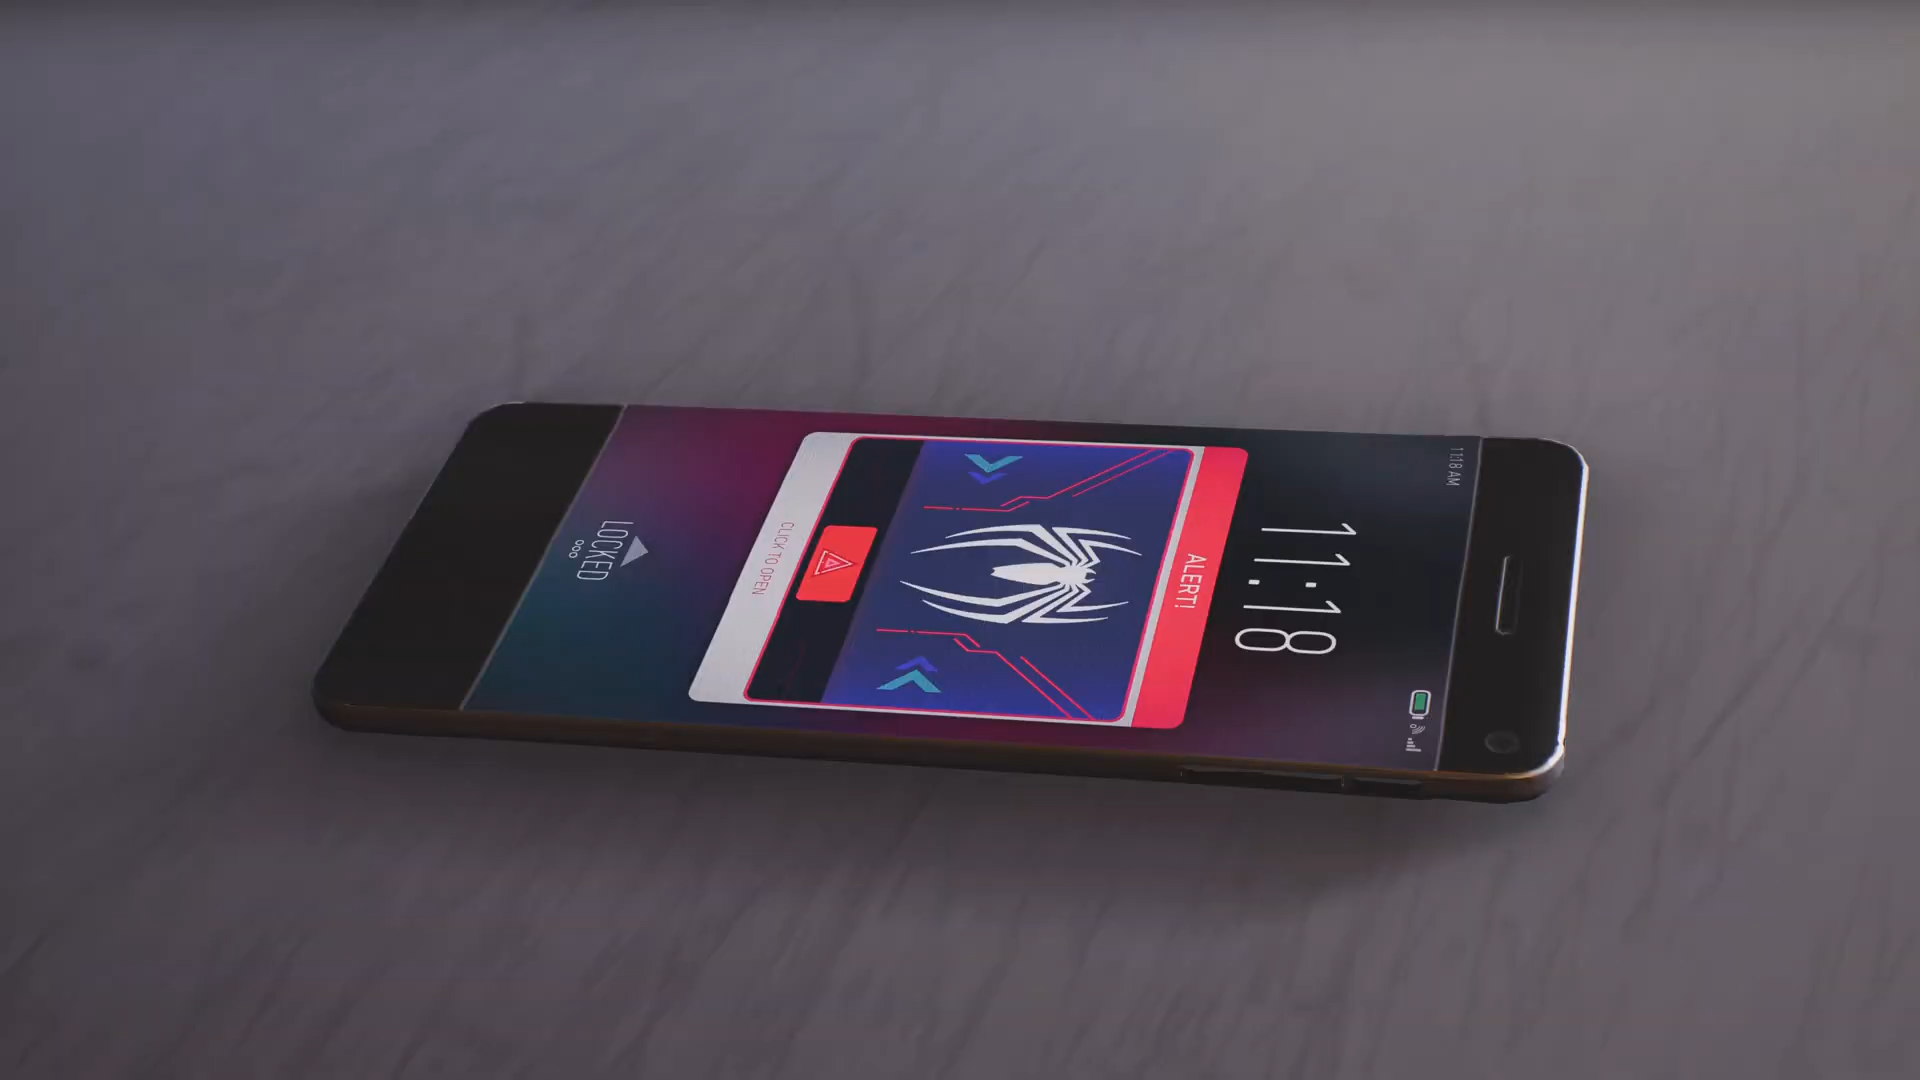 11:18 AM
11:18
ALERT!
CLICK TO OPEN
LOCKED